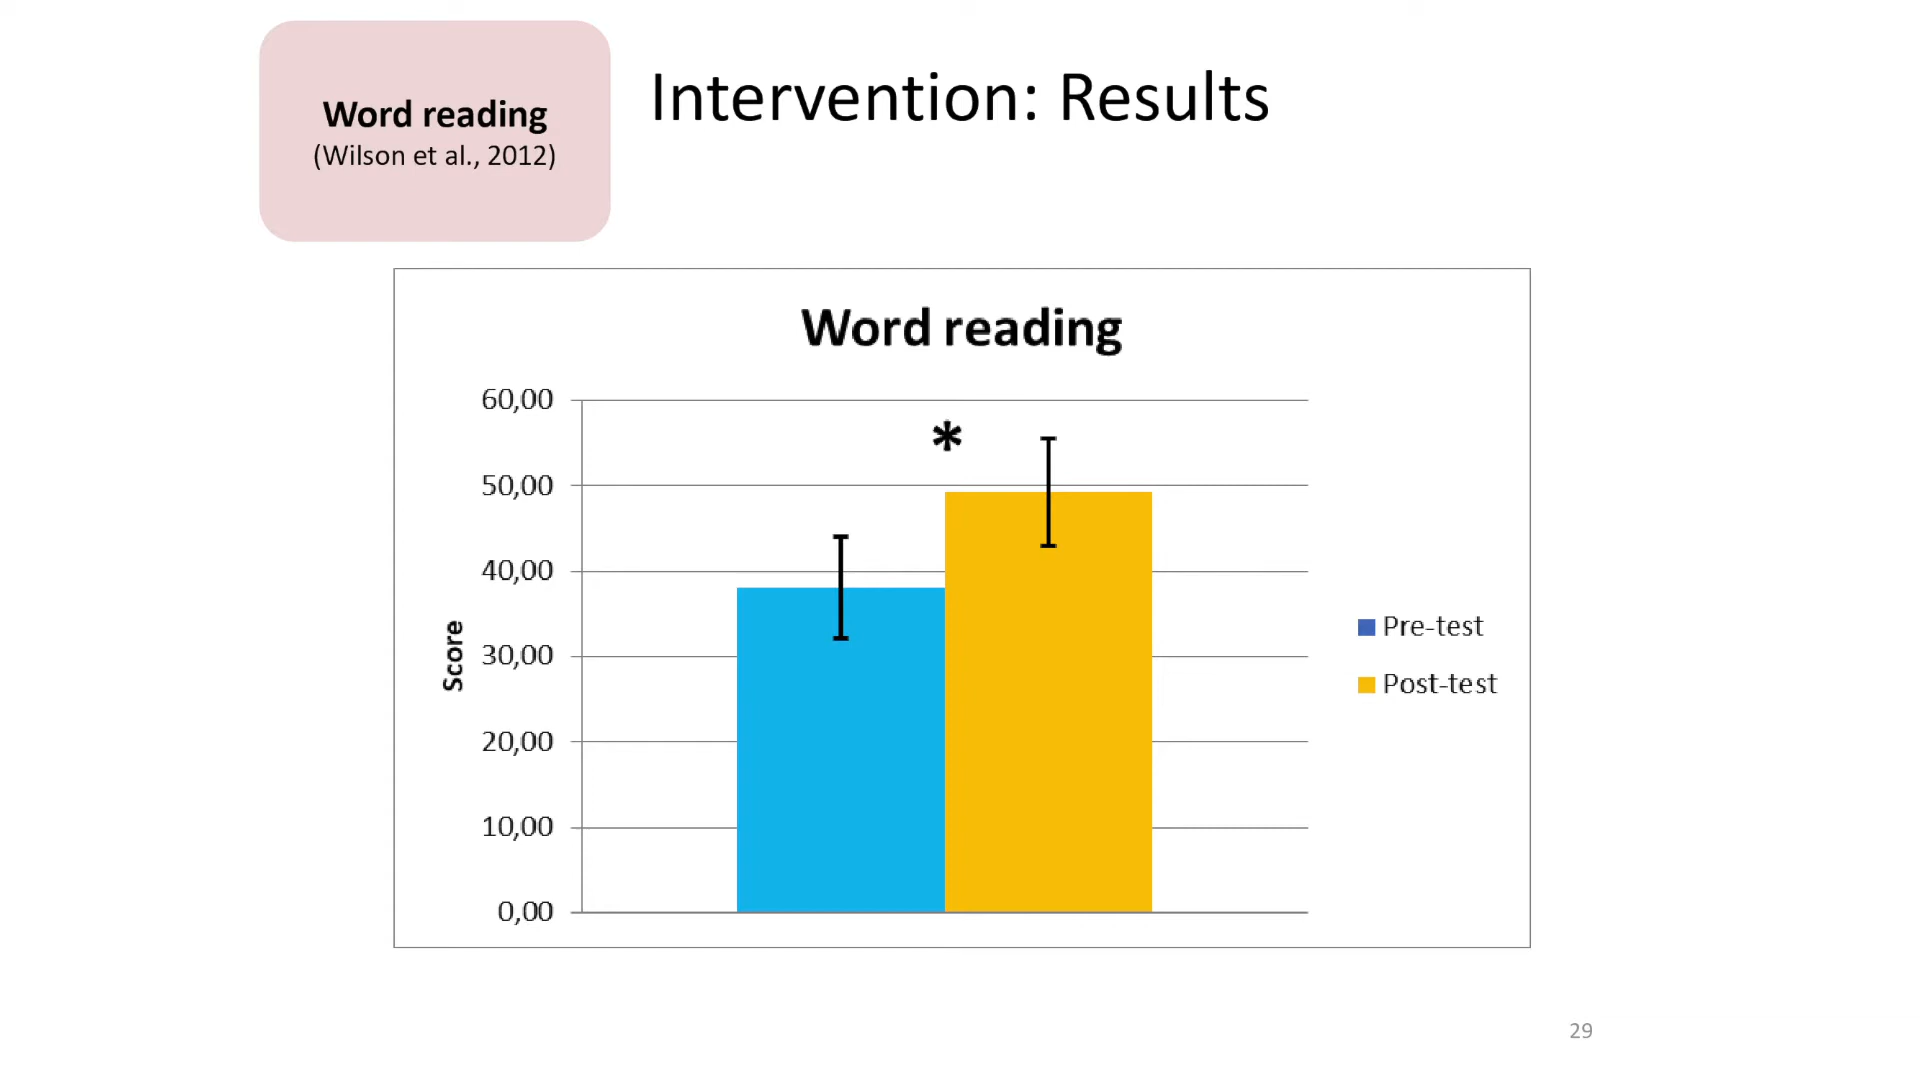 Word reading
(Wilson et al., 2012)
Intervention: Results
Word reading
60,00
*
50,00
40,00
Score
30,00
20,00
10,00
0,00
Pre-test
Post-test
29